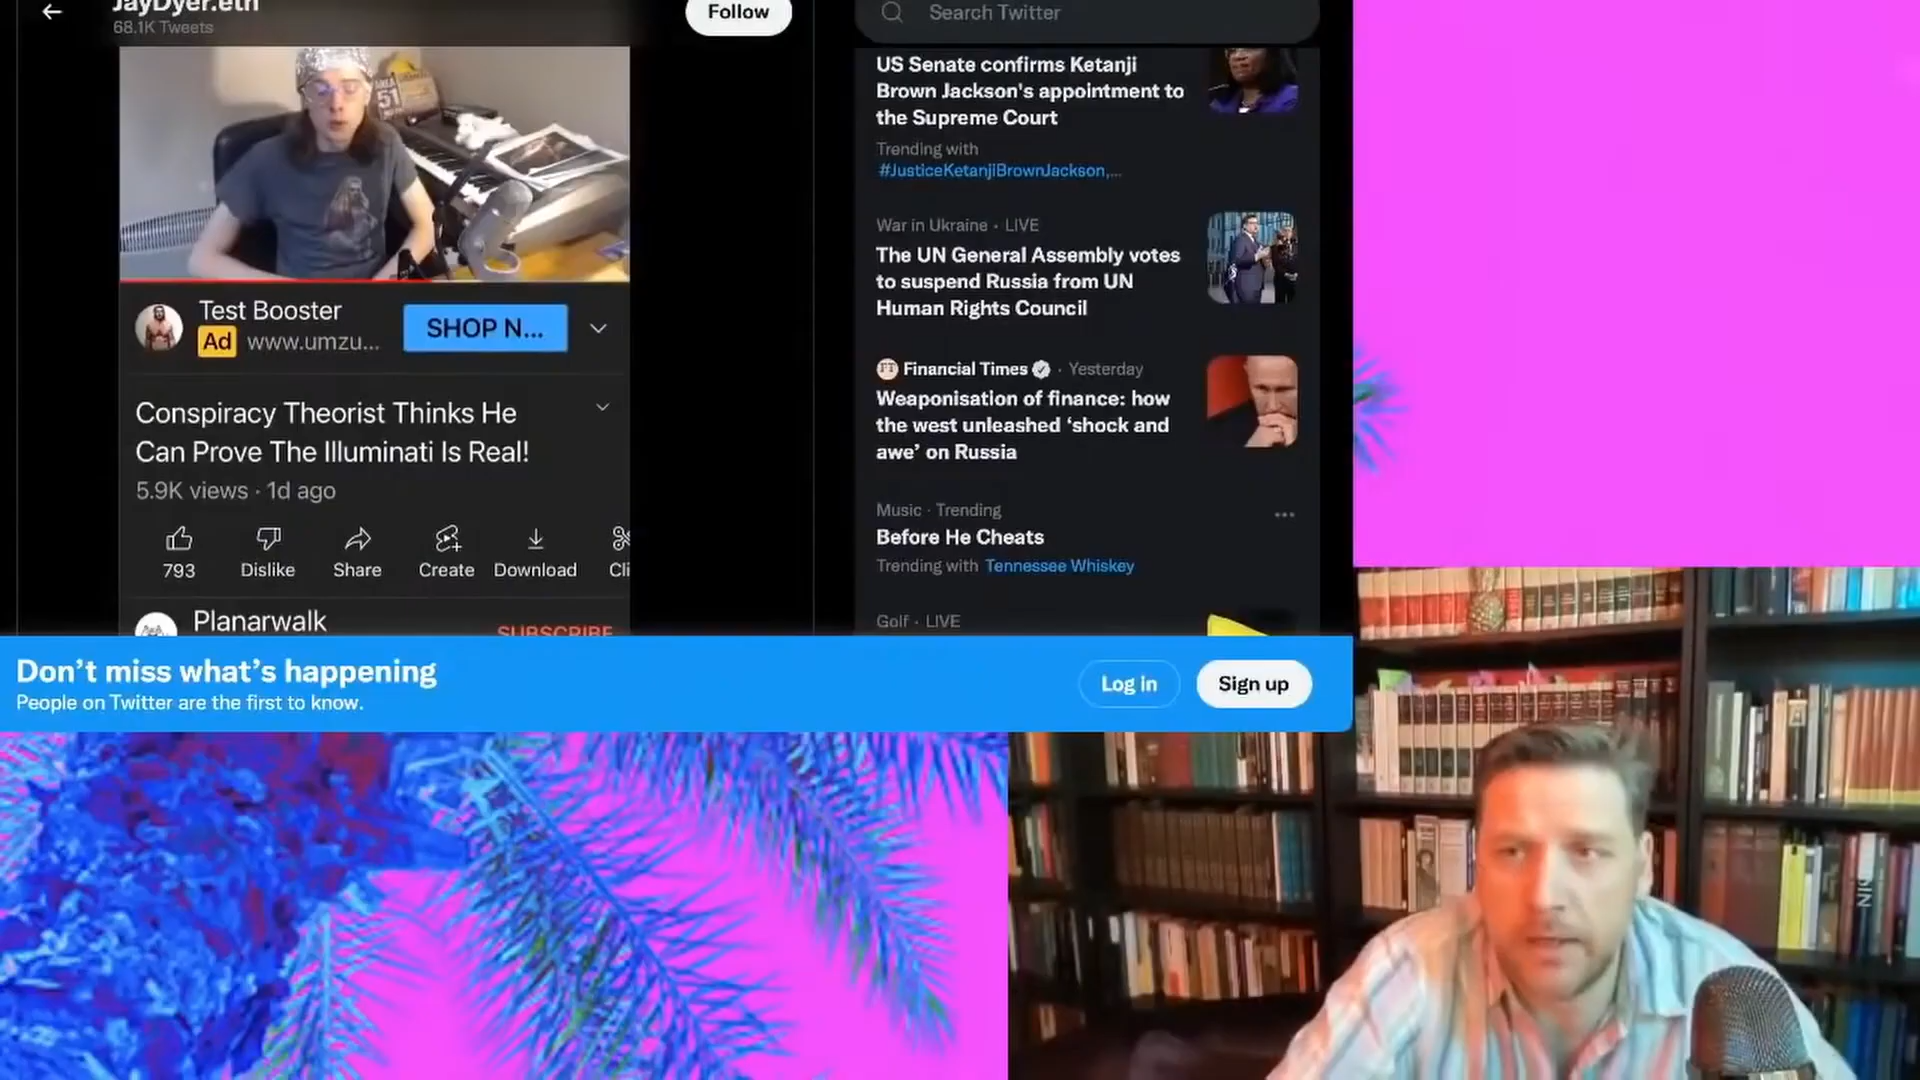 JayDyer.eth
68.1K Tweets
Follow
AREA
51
Test Booster
Ad www.umzu...
SHOP N...
Conspiracy Theorist Thinks He
Can Prove The Illuminati Is Real!
5.9K views · 1d ago
793
Dislike
Share
Create
Download
Cli
Planarwalk
SUBSCRIBE
Search Twitter
US Senate confirms Ketanji
Brown Jackson's appointment to
the Supreme Court
Trending with
#JusticeKetanjiBrownJackson,...
War in Ukraine · LIVE
The UN General Assembly votes
to suspend Russia from UN
Human Rights Council
FT Financial Times · Yesterday
Weaponisation of finance: how
the west unleashed ‘shock and
awe’ on Russia
Music · Trending
Before He Cheats
Trending with Tennessee Whiskey
Golf · LIVE
Don’t miss what’s happening
People on Twitter are the first to know.
Log in
Sign up